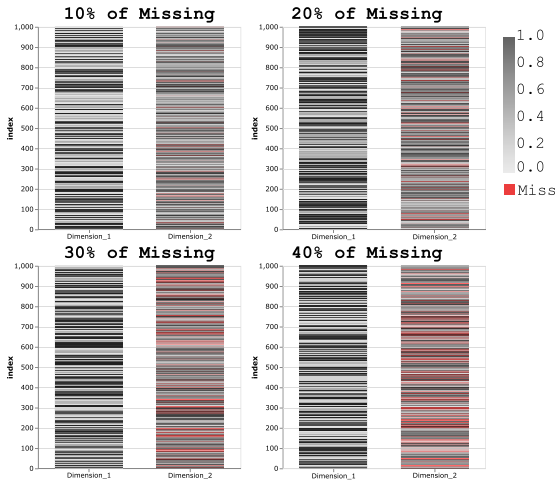 10% of Missing
20% of Missing
1,000
900
800
700
600
500
400
300
200
100
0
index
Dimension_1
Dimension_2
1,000
900
800
700
600
500
400
300
200
100
0
index
Dimension_1
Dimension_2
1.0
0.8
0.6
0.4
0.2
0.0
Miss
30% of Missing
40% of Missing
1,000
900
800
700
600
500
400
300
200
100
0
index
Dimension_1
Dimension_2
1,000
900
800
700
600
500
400
300
200
100
0
index
Dimension_1
Dimension_2